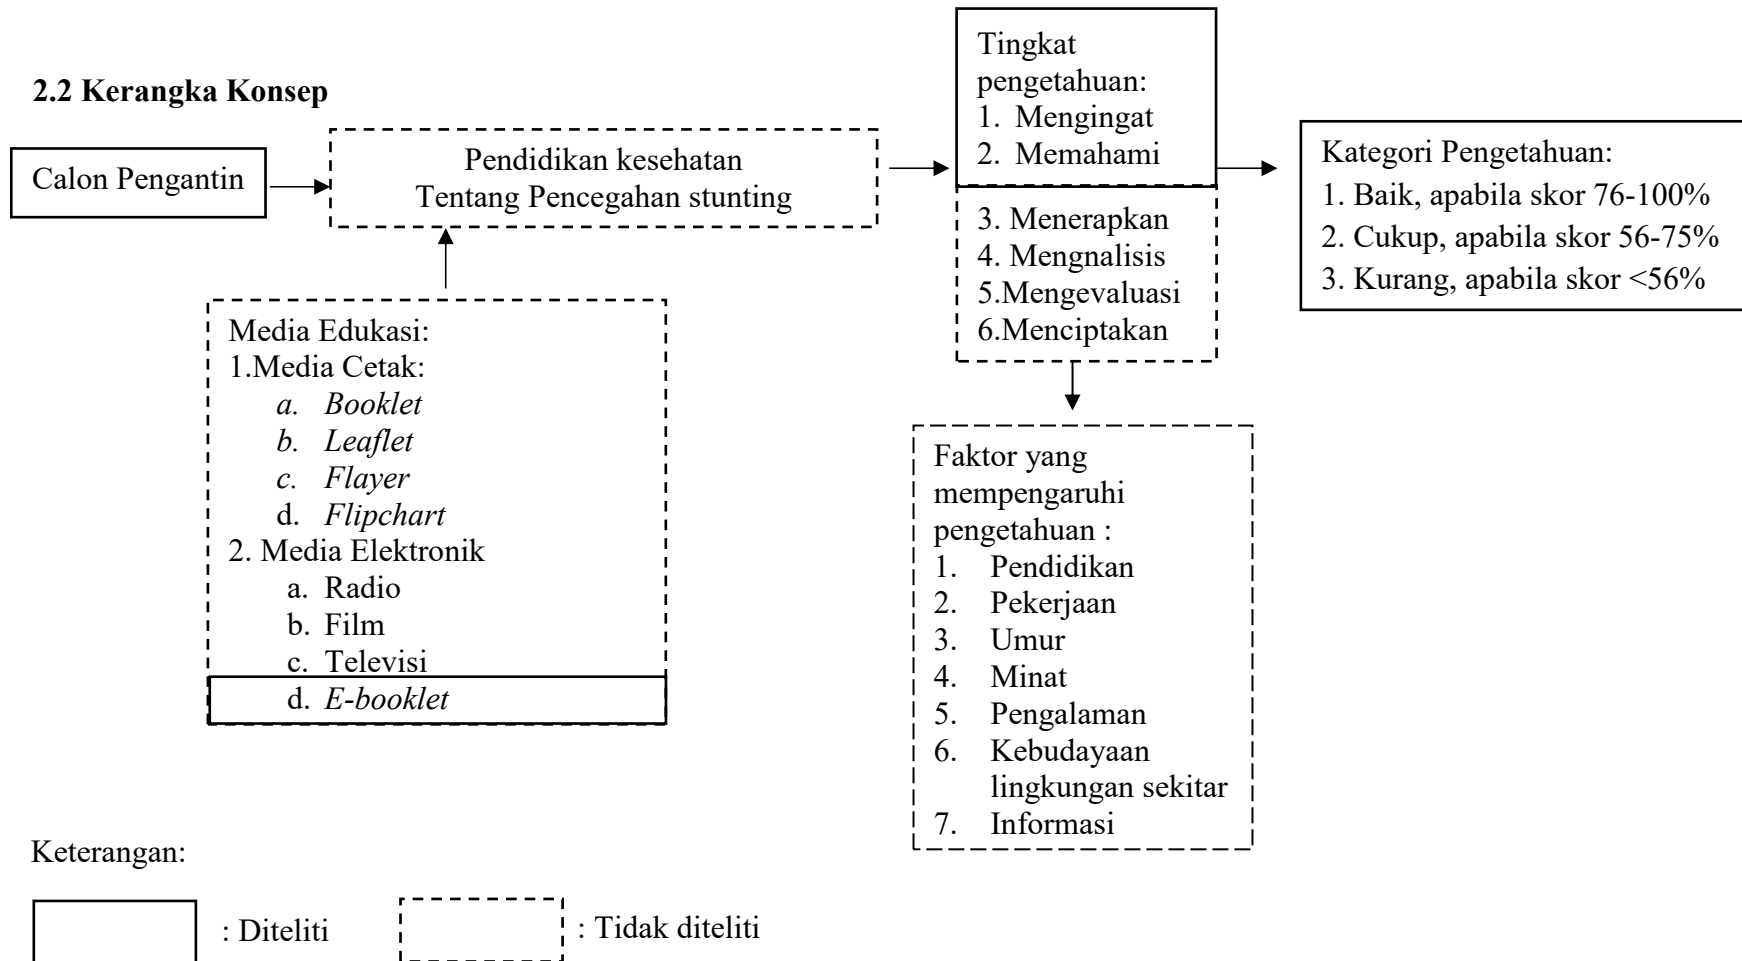 2.2 Kerangka Konsep
Calon Pengantin
Pendidikan kesehatan
Tentang Pencegahan stunting
Media Edukasi:
1.Media Cetak:
a. Booklet
b. Leaflet
c. Flayer
d. Flipchart
2. Media Elektronik
a. Radio
b. Film
c. Televisi
d. E-booklet
Tingkat
pengetahuan:
1. Mengingat
2. Memahami
3. Menerapkan
4. Mengnalisis
5.Mengevaluasi
6.Menciptakan
Kategori Pengetahuan:
1. Baik, apabila skor 76-100%
2. Cukup, apabila skor 56-75%
3. Kurang, apabila skor <56%
Faktor yang
mempengaruhi
pengetahuan :
1. Pendidikan
2. Pekerjaan
3. Umur
4. Minat
5. Pengalaman
6. Kebudayaan
lingkungan sekitar
7. Informasi
Keterangan:
: Diteliti
: Tidak diteliti